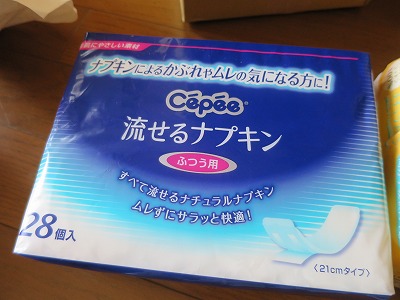 肌にやさしい素材
ナプキンによるかぶれやムレの気になる方に!
Cépée®
流せるナプキン
ふつう用
すべて流せるナチュラルナプキン
ムレずにサラッと快適!
28個入
〈21cmタイプ〉